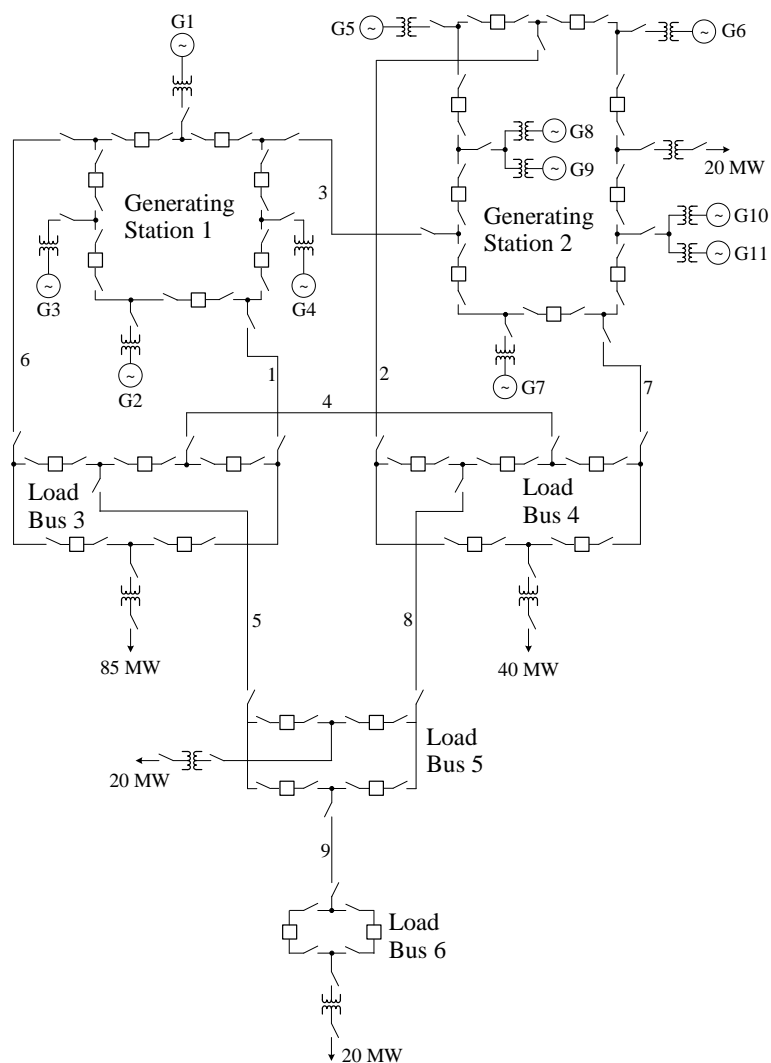 G1
G5
G6
G8
G9
20 MW
3
Generating
Station 1
Generating
Station 2
G10
G11
G3
G4
G2
G7
6
1
2
7
4
Load
Bus 3
Load
Bus 4
5
8
85 MW
40 MW
Load
Bus 5
20 MW
9
Load
Bus 6
20 MW
~
~
~
~
~
~
~
~
~
~
~